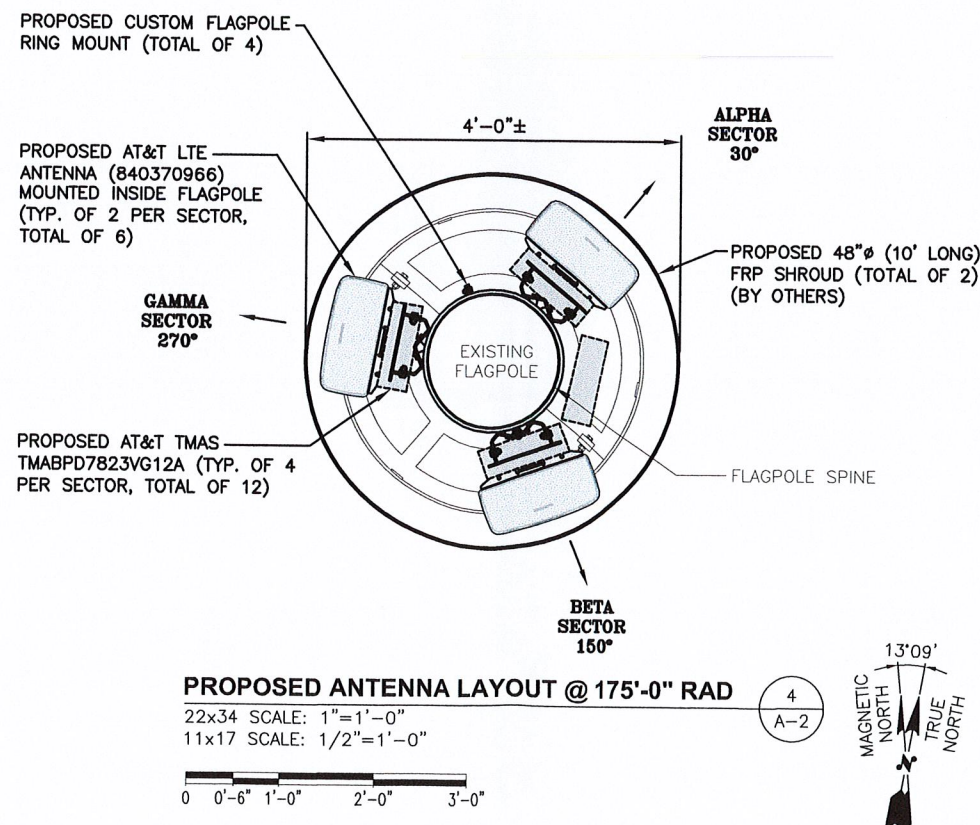 PROPOSED CUSTOM FLAGPOLE
RING MOUNT (TOTAL OF 4)
4'-0"±
ALPHA
SECTOR
30°
PROPOSED AT&T LTE
ANTENNA (840370966)
MOUNTED INSIDE FLAGPOLE
(TYP. OF 2 PER SECTOR,
TOTAL OF 6)
PROPOSED 48"ø (10' LONG)
FRP SHROUD (TOTAL OF 2)
(BY OTHERS)
GAMMA
SECTOR
270°
EXISTING
FLAGPOLE
PROPOSED AT&T TMAS
TMABPD7823VG12A (TYP. OF 4
PER SECTOR, TOTAL OF 12)
FLAGPOLE SPINE
BETA
SECTOR
150°
PROPOSED ANTENNA LAYOUT @ 175'-0" RAD
4
A-2
22x34 SCALE: 1"=1'-0"
11x17 SCALE: 1/2"=1'-0"
0 0'-6" 1'-0" 2'-0" 3'-0"
13°09'
MAGNETIC
NORTH
TRUE
NORTH
N